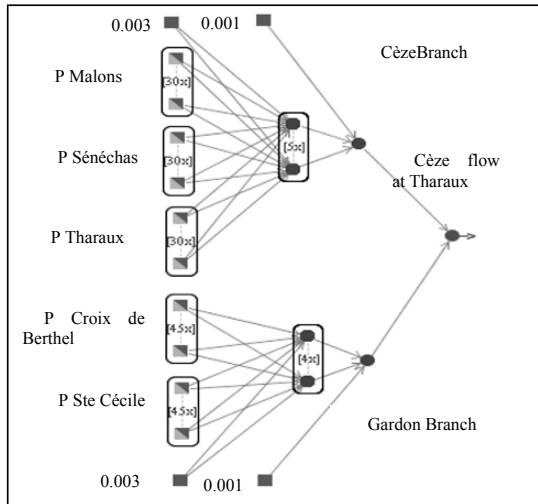 0.003 0.001
CèzeBranch
P Malons
[30x]
[5x]
P Sénéchas
[30x]
Cèze flow
at Tharaux
P Tharaux
[30x]
P Croix de
Berthel
[45x]
[4x]
P Ste Cécile
[45x]
Gardon Branch
0.003 0.001